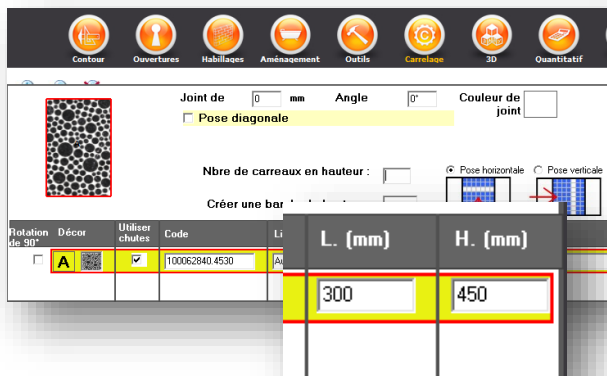 Contour Ouvertures Habillages Aménagement Outils Carrelage 3D Quantitatif
Joint de 0 mm Angle 0° Couleur de joint
Pose diagonale
Nbre de carreaux en hauteur : Pose horizontale Pose verticale
Créer une
Rotation de 90° Décor Utiliser chutes Code
A 100062840.4530
L. (mm) H. (mm)
300 450